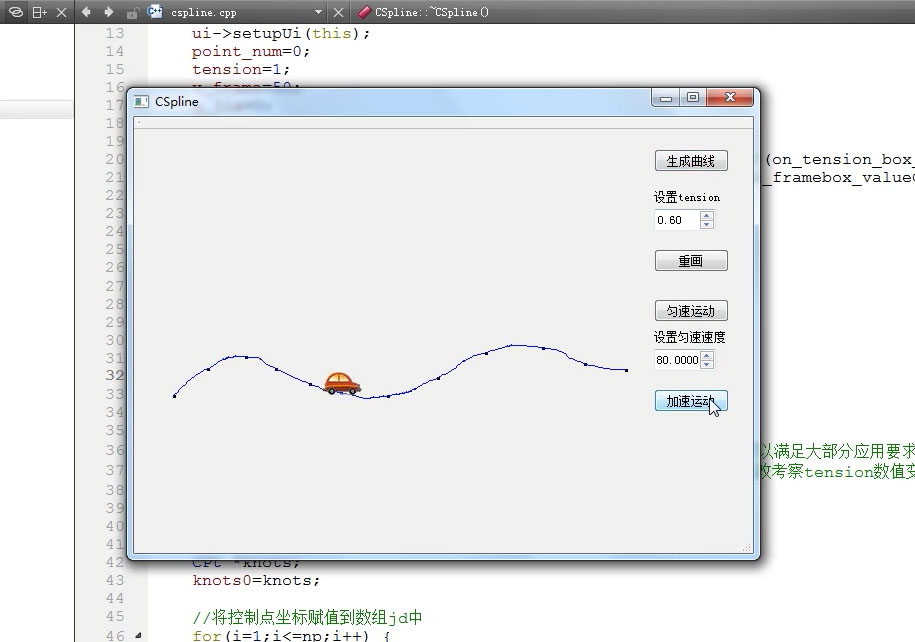 cspline.cpp CSpline::~CSpline()
13 ui->setupUi(this);
14 point_num=0;
15 tension=1;
16
17
18
19
20 (on_tension_box_
21 _framebox_value
22
23
24
25
26
27
28
29
30
31
32
33
34
35
36 以满足大部分应用要求
37 改考察tension数值变
38
39
40
41
42 CPt *knots;
43 knots0=knots;
44
45 //将控制点坐标赋值到数组jd中
46 for(i=1;i<=np;i++) {
CSpline
生成曲线
设置tension
0.60
重画
匀速运动
设置匀速速度
80.0000
加速运动